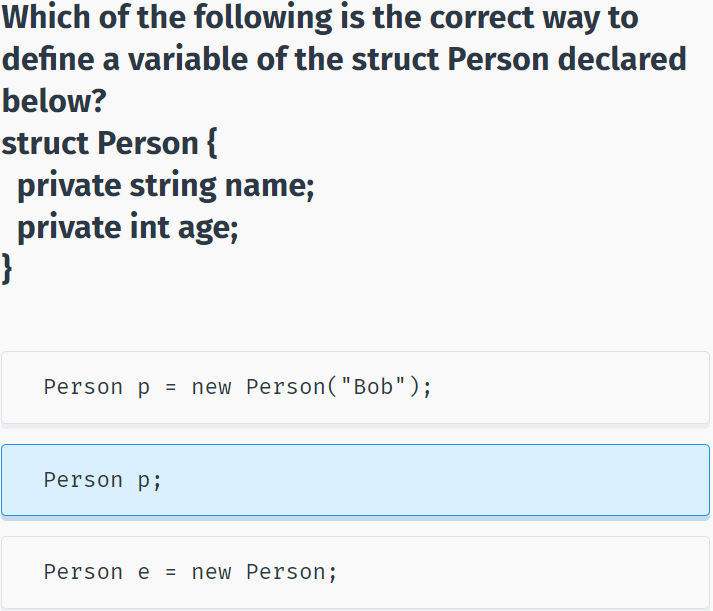 Which of the following is the correct way to
define a variable of the struct Person declared
below?
struct Person {
private string name;
private int age;
}
Person p = new Person("Bob");
Person p;
Person e = new Person;